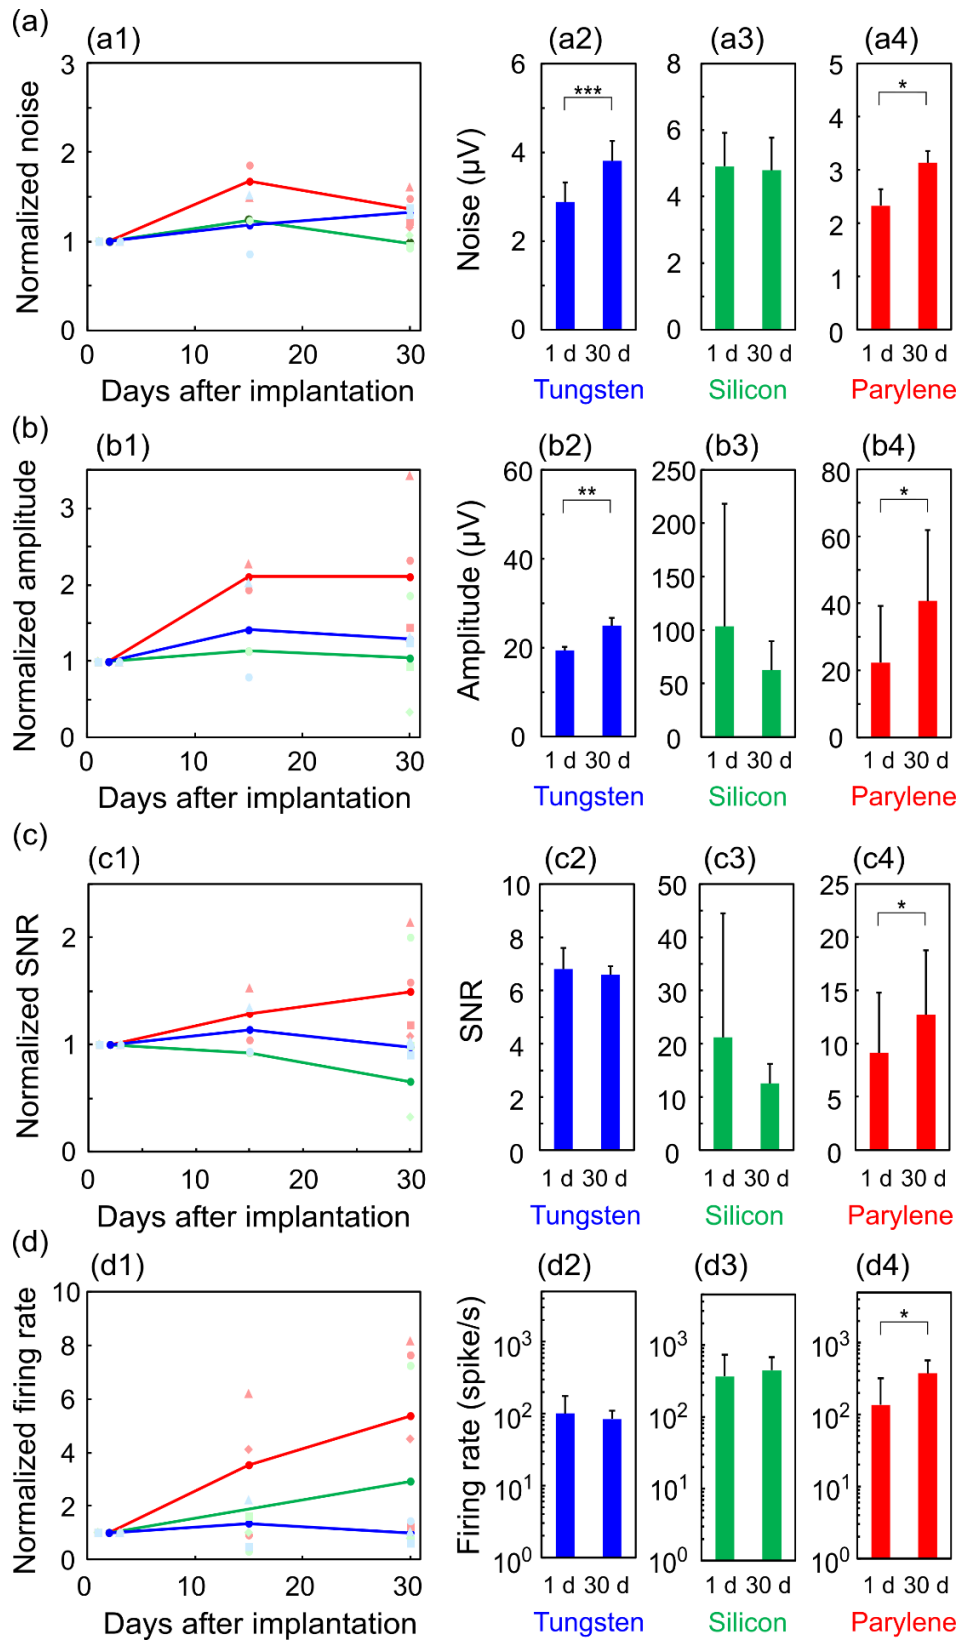 (a)
(a1) (a2) (a3) (a4)
Normalized noise
3
2
1
0
0 10 20 30
Days after implantation
Noise (µV)
6
4
2
0
1 d 30 d
Tungsten
8
6
4
2
0
1 d 30 d
Silicon
5
4
3
2
1
0
1 d 30 d
Parylene
***
*
(b)
(b1) (b2) (b3) (b4)
Normalized amplitude
3
2
1
0
0 10 20 30
Days after implantation
Amplitude (µV)
60
40
20
0
**
1 d 30 d
Tungsten
250
200
150
100
50
0
1 d 30 d
Silicon
80
60
40
20
0
*
1 d 30 d
Parylene
(c)
(c1) (c2) (c3) (c4)
Normalized SNR
2
1
0
0 10 20 30
Days after implantation
SNR
10
8
6
4
2
0
1 d 30 d
Tungsten
50
40
30
20
10
0
1 d 30 d
Silicon
25
20
15
10
5
0
*
1 d 30 d
Parylene
(d)
(d1) (d2) (d3) (d4)
Normalized firing rate
10
8
6
4
2
0
0 10 20 30
Days after implantation
Firing rate (spike/s)
10³
10²
10¹
10⁰
1 d 30 d
Tungsten
10³
10²
10¹
10⁰
1 d 30 d
Silicon
10³
10²
10¹
10⁰
*
1 d 30 d
Parylene